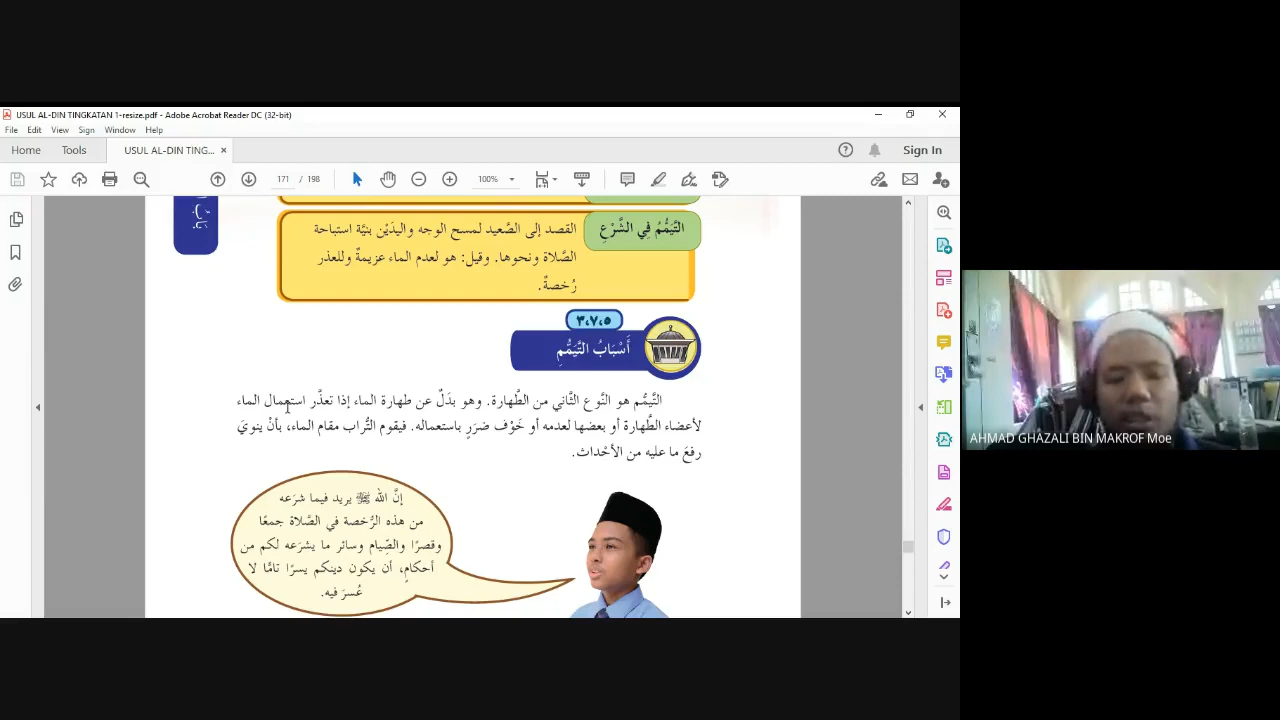 USUL AL-DIN TINGKATAN 1-resize.pdf - Adobe Acrobat Reader DC (32-bit)
File Edit View Sign Window Help
Home Tools USUL AL-DIN TING... × Sign In
171 / 198 100%
التَّيَمُّمُ فِي الشَّرْعِ
القصد إلى الصَّعيد لمسح الوجه واليدَيْن بنيَّة استباحة
الصَّلاة ونحوها. وقيل: هو لعدم الماء عزيمةٌ وللعذر
رُخصةٌ.
٣،٧،٥
أَسْبَابُ التَّيَمُّمِ
التَّيمُّم هو النَّوع الثَّاني من الطَّهارة. وهو بدَلٌ عن طهارة الماء إذا تعذَّر استعمال الماء
لأعضاء الطَّهارة أو بعضها لعدمه أو خَوْف ضرَرٍ باستعماله. فيقوم التُّراب مقام الماء، بأنْ ينويَ
رفعَ ما عليه من الأحْداث.
إنَّ الله ﷻ يريد فيما شرَعه
من هذه الرُّخصة في الصَّلاة جمعًا
وقصرًا والصِّيام وسائر ما يشرَعه لكم من
أحكامٍ، أن يكون دينكم يسرًا تامًّا لا
عُسرَ فيه.
AHMAD GHAZALI BIN MAKROF Moe